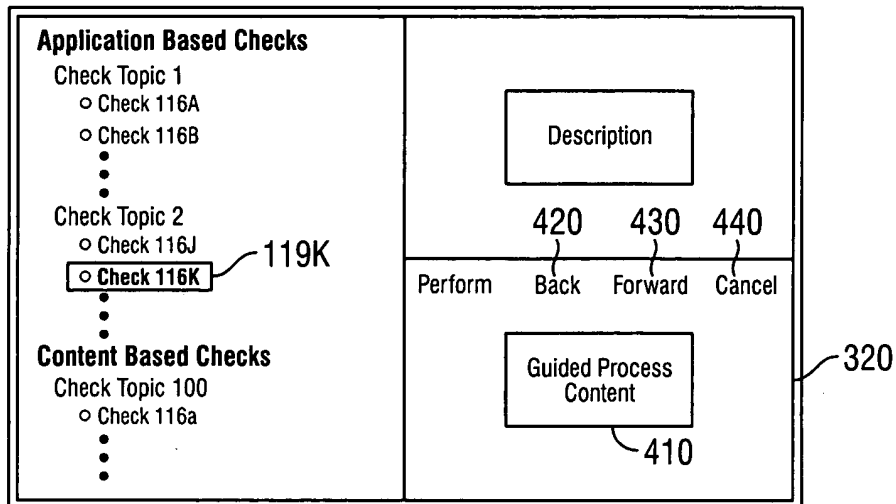 Application Based Checks
Check Topic 1
Check 116A
Check 116B
Check Topic 2
Check 116J
Check 116K
119K
Content Based Checks
Check Topic 100
Check 116a
Description
420 430 440
Perform Back Forward Cancel
Guided Process
Content
410
320